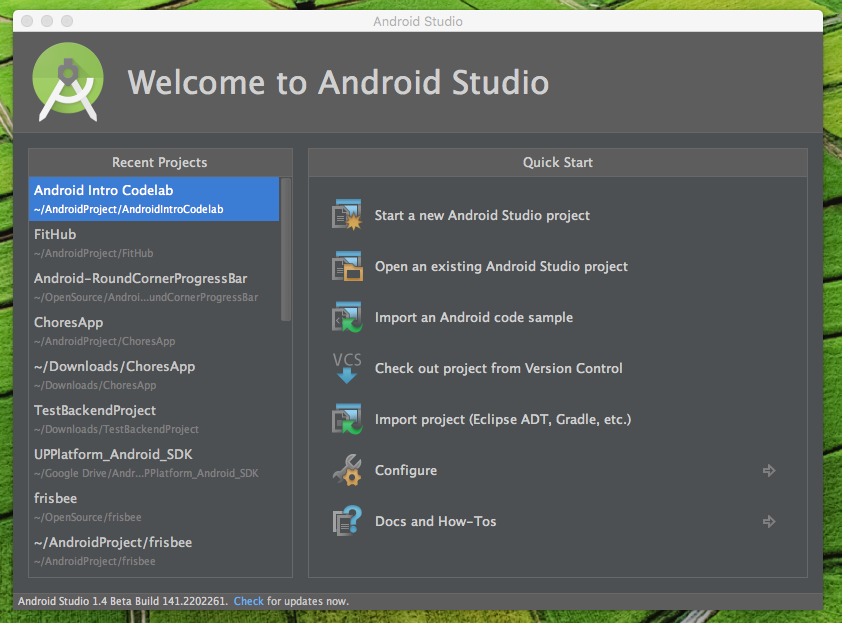 Android Studio
Welcome to Android Studio
Recent Projects
Android Intro Codelab
~/AndroidProject/AndroidIntroCodelab
FitHub
~/AndroidProject/FitHub
Android-RoundCornerProgressBar
~/OpenSource/Androi...undCornerProgressBar
ChoresApp
~/AndroidProject/ChoresApp
~/Downloads/ChoresApp
~/Downloads/ChoresApp
TestBackendProject
~/Downloads/TestBackendProject
UPPlatform_Android_SDK
~/Google Drive/Andr...PPlatform_Android_SDK
frisbee
~/OpenSource/frisbee
~/AndroidProject/frisbee
~/AndroidProject/frisbee
Quick Start
Start a new Android Studio project
Open an existing Android Studio project
Import an Android code sample
VCS
Check out project from Version Control
Import project (Eclipse ADT, Gradle, etc.)
Configure
Docs and How-Tos
Android Studio 1.4 Beta Build 141.2202261. Check for updates now.